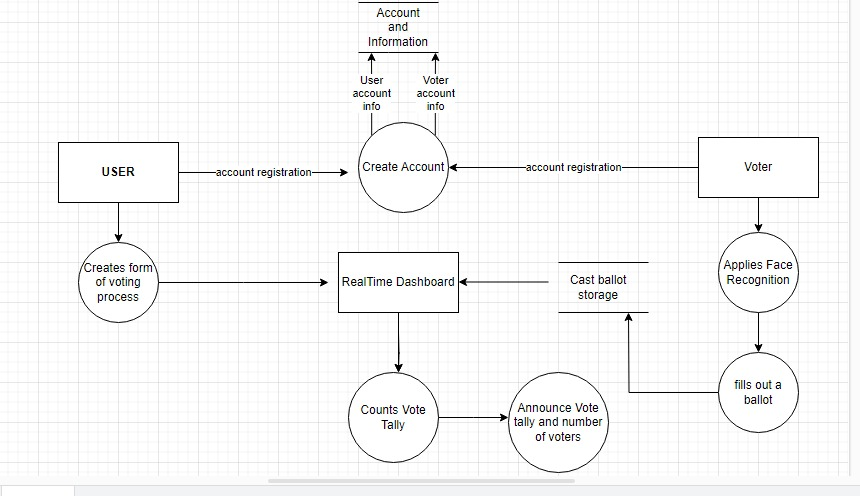 Account
and
Information
User
account
info
Voter
account
info
USER
account registration
Create Account
account registration
Voter
Creates form
of voting
process
RealTime Dashboard
Cast ballot
storage
Applies Face
Recognition
fills out a
ballot
Counts Vote
Tally
Announce Vote
tally and number
of voters